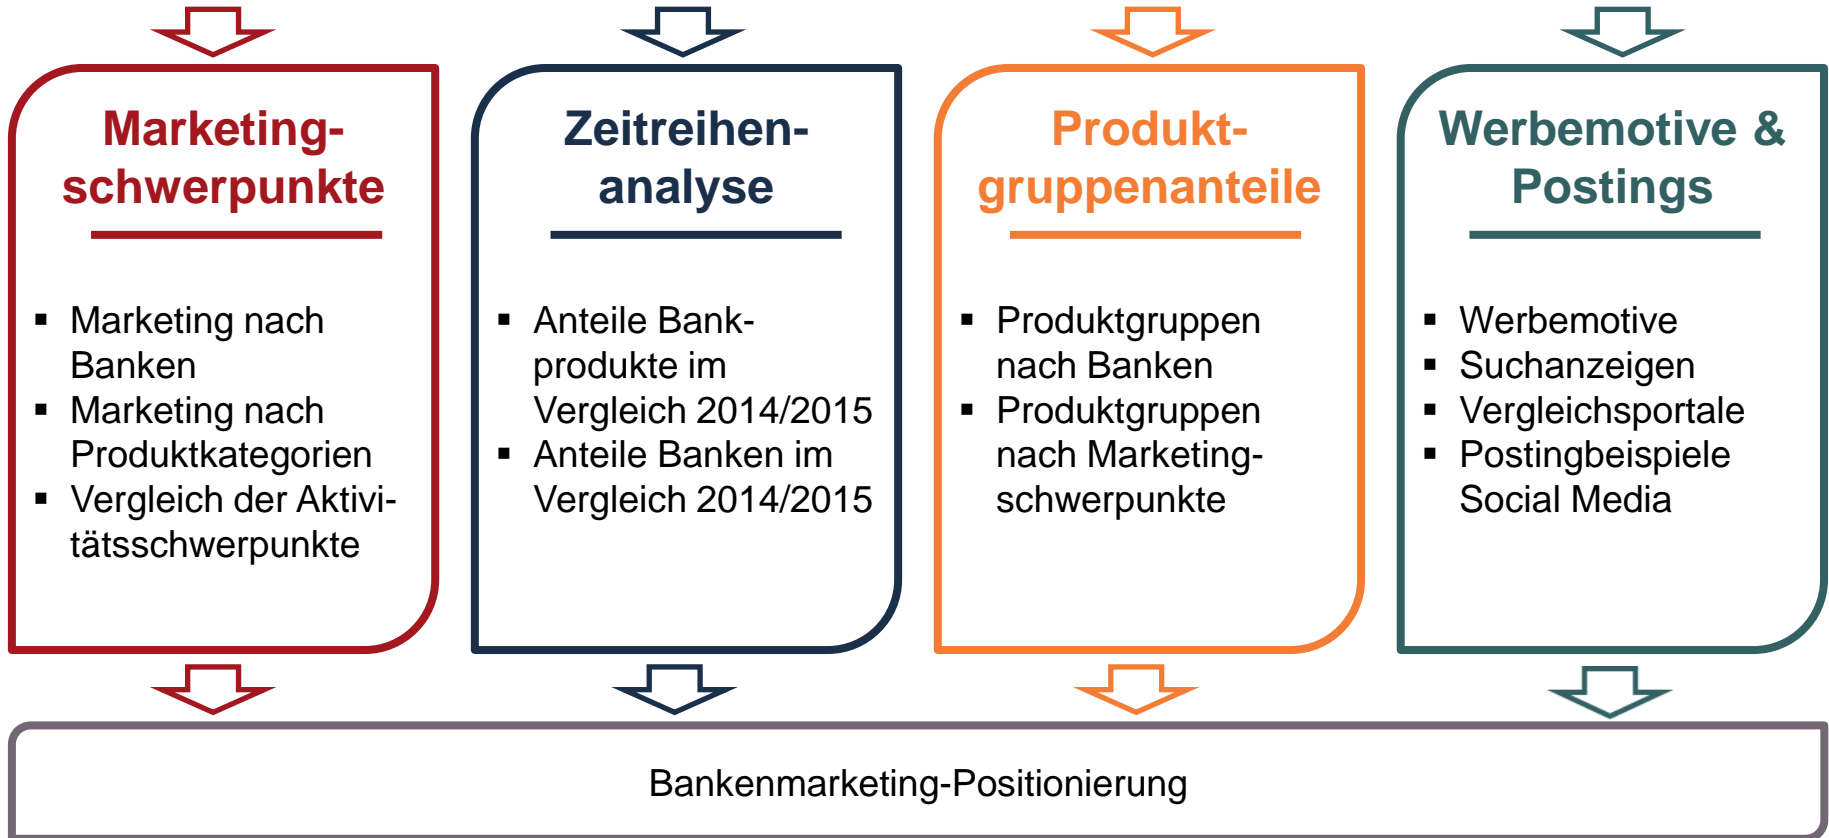 Marketing-
schwerpunkte
▪ Marketing nach
Banken
▪ Marketing nach
Produktkategorien
▪ Vergleich der Aktivi-
tätsschwerpunkte
Zeitreihen-
analyse
▪ Anteile Bank-
produkte im
Vergleich 2014/2015
▪ Anteile Banken im
Vergleich 2014/2015
Produkt-
gruppenanteile
▪ Produktgruppen
nach Banken
▪ Produktgruppen
nach Marketing-
schwerpunkte
Werbemotive &
Postings
▪ Werbemotive
▪ Suchanzeigen
▪ Vergleichsportale
▪ Postingbeispiele
Social Media
Bankenmarketing-Positionierung